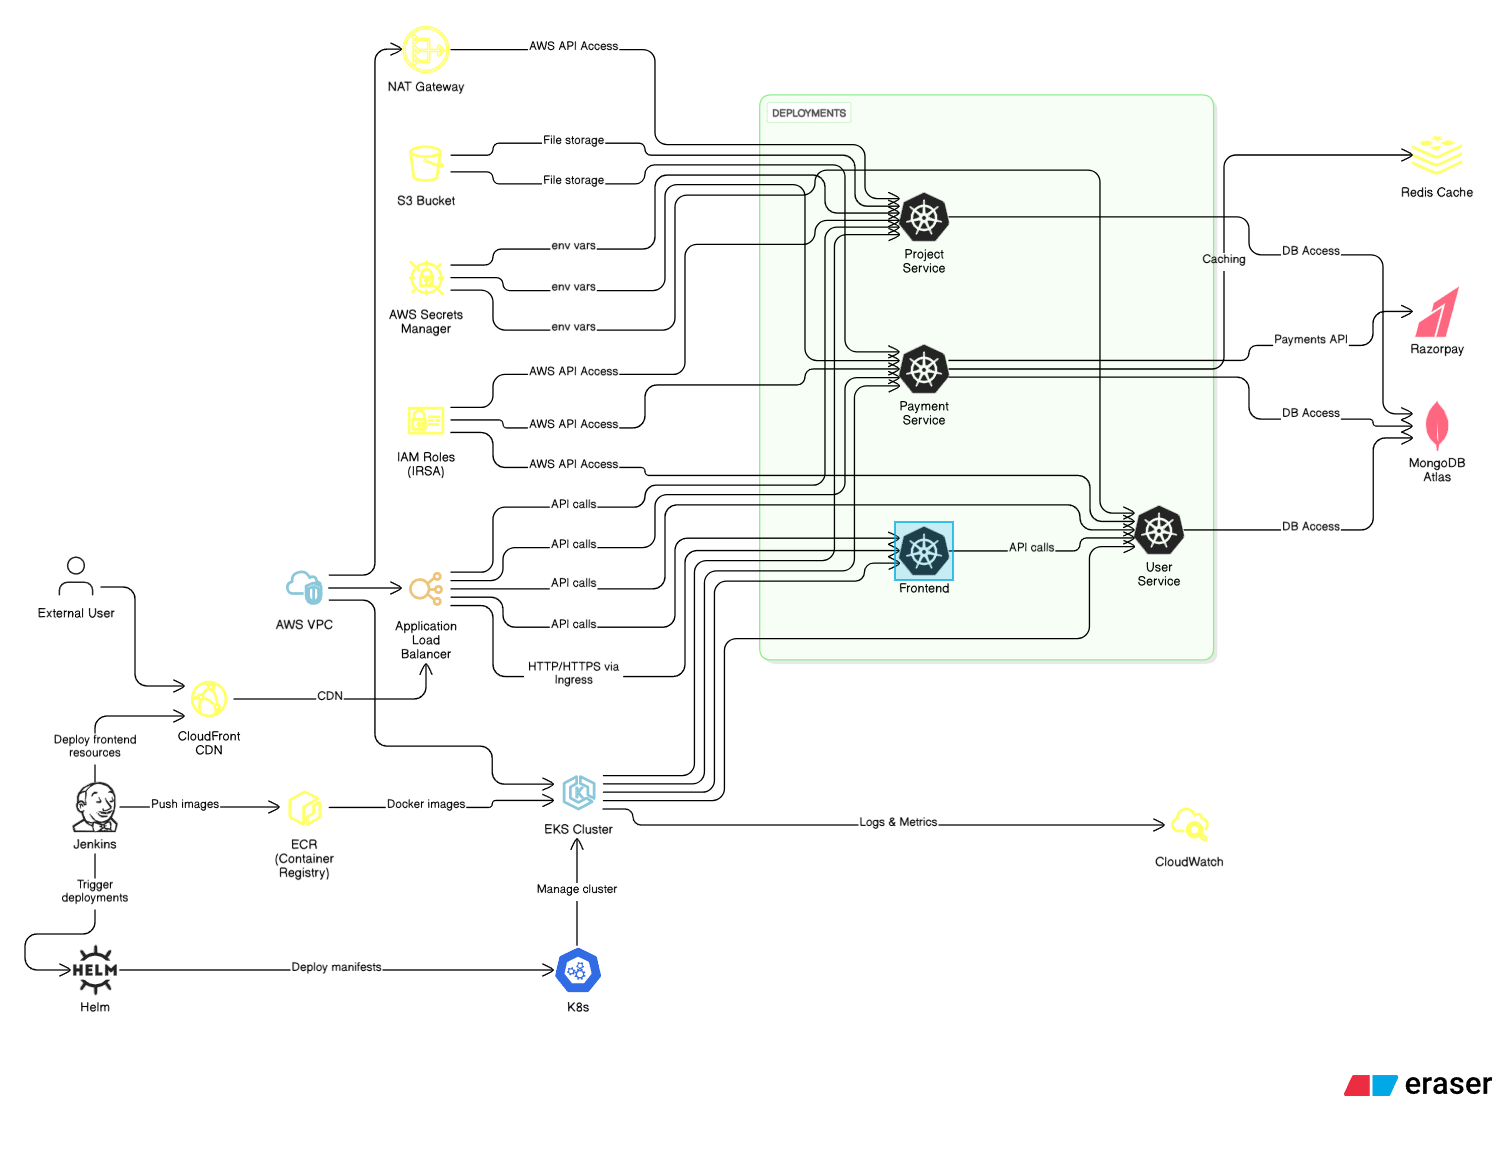 NAT Gateway
AWS API Access
DEPLOYMENTS
S3 Bucket
File storage
File storage
Redis Cache
AWS Secrets
Manager
env vars
env vars
env vars
Project
Service
Caching
DB Access
Payments API
Razorpay
IAM Roles
(IRSA)
AWS API Access
AWS API Access
AWS API Access
Payment
Service
DB Access
MongoDB
Atlas
API calls
API calls
API calls
API calls
HTTP/HTTPS via
Ingress
Frontend
API calls
User
Service
DB Access
External User
AWS VPC
Application
Load
Balancer
CDN
CloudFront
CDN
Deploy frontend
resources
Jenkins
Push images
ECR
(Container
Registry)
Docker images
EKS Cluster
Logs & Metrics
CloudWatch
Trigger
deployments
Manage cluster
HELM
Helm
Deploy manifests
K8s
eraser